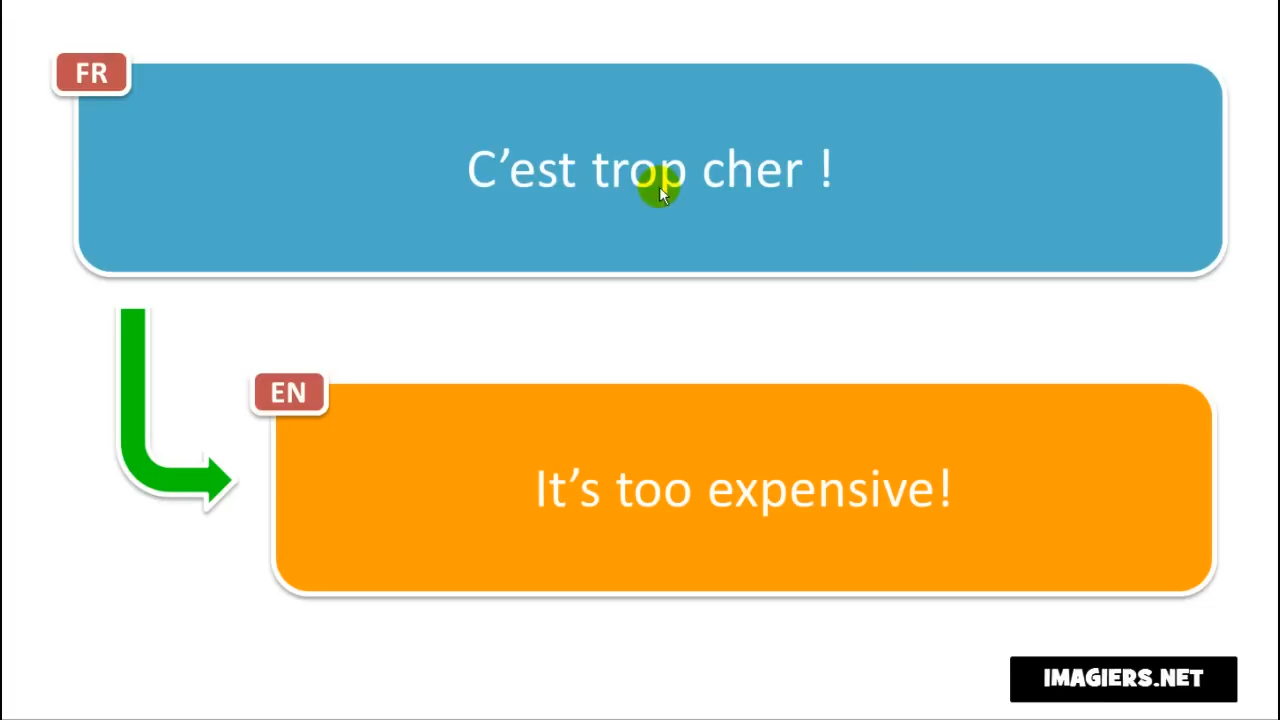 FR
C’est trop cher !
EN
It’s too expensive!
IMAGIERS.NET